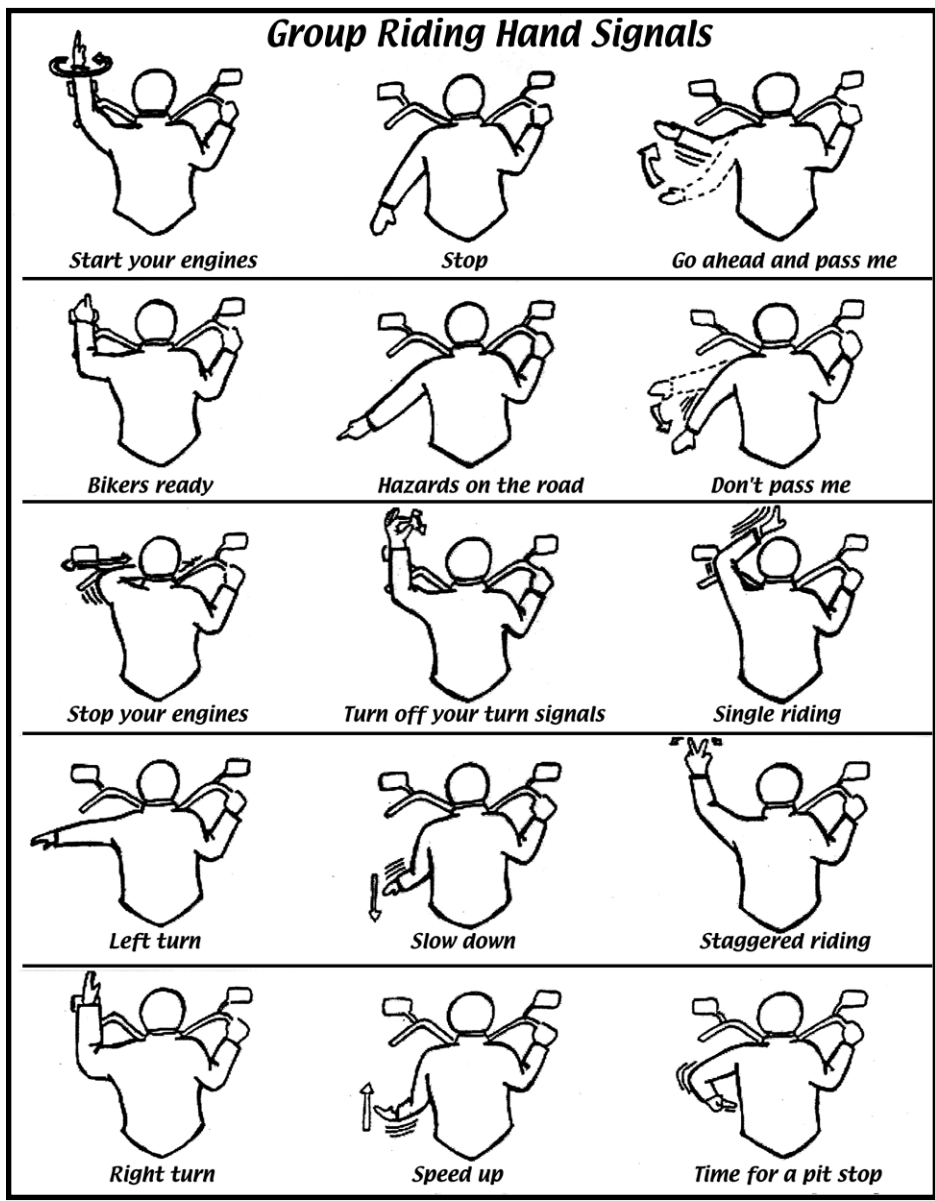 Group Riding Hand Signals
Start your engines
Stop
Go ahead and pass me
Bikers ready
Hazards on the road
Don't pass me
Stop your engines
Turn off your turn signals
Single riding
Left turn
Slow down
Staggered riding
Right turn
Speed up
Time for a pit stop